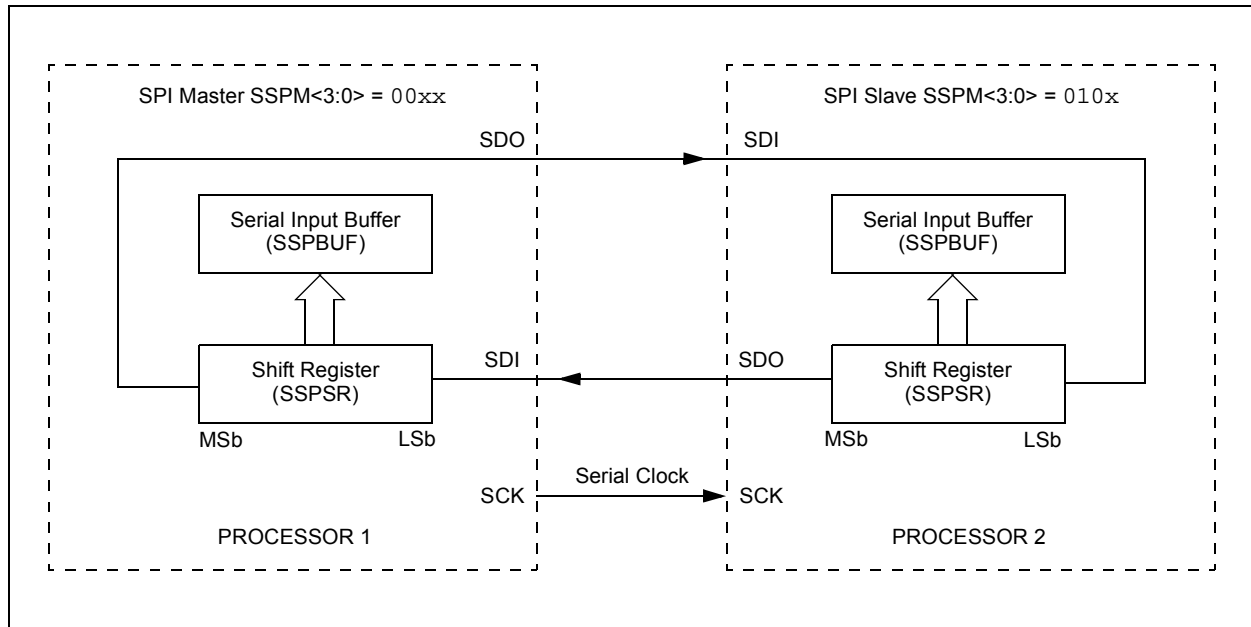 SPI Master SSPM<3:0> = 00xx
SPI Slave SSPM<3:0> = 010x
SDO
SDI
Serial Input Buffer
(SSPBUF)
Serial Input Buffer
(SSPBUF)
Shift Register
(SSPSR)
SDI
SDO
Shift Register
(SSPSR)
MSb
LSb
MSb
LSb
SCK
Serial Clock
SCK
PROCESSOR 1
PROCESSOR 2